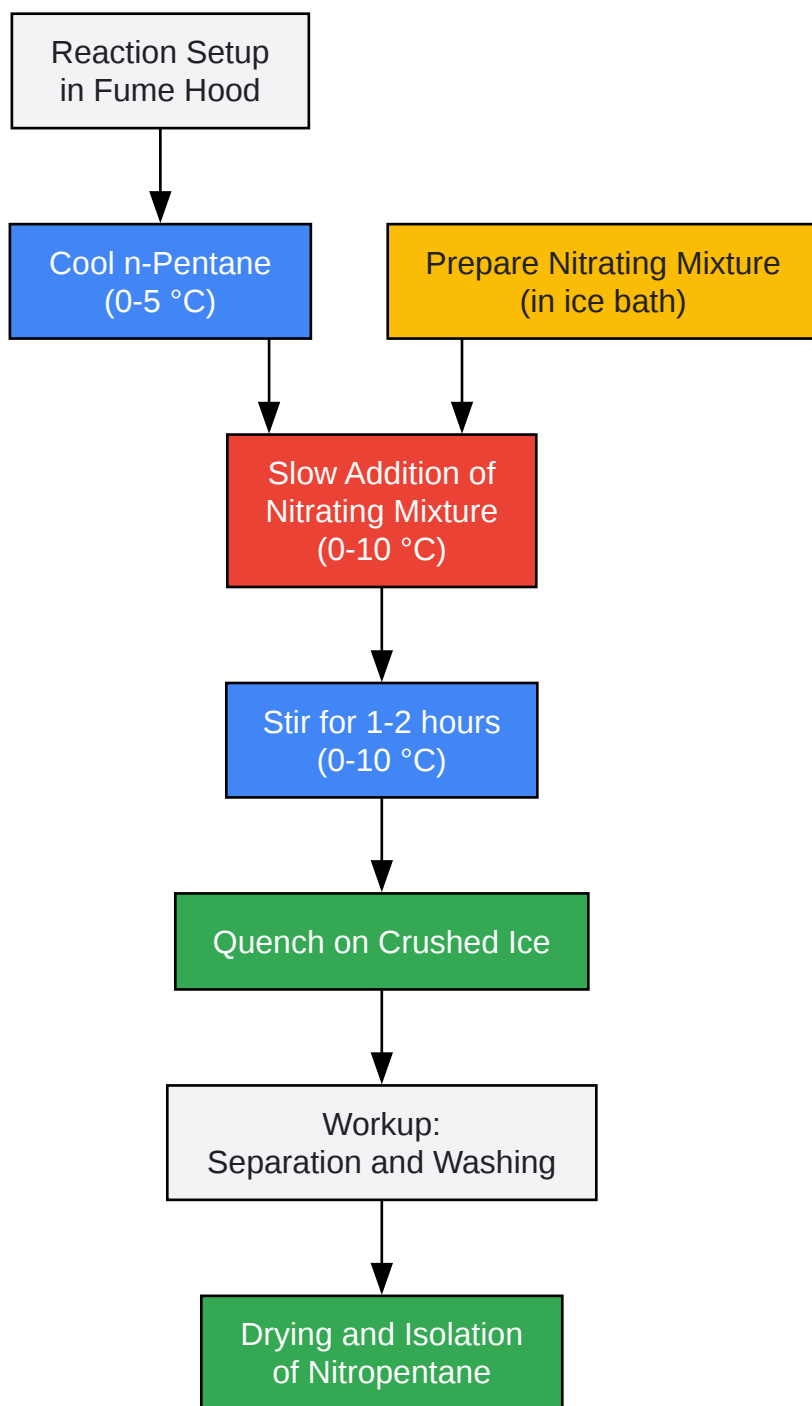 Reaction Setup
in Fume Hood
Cool n-Pentane
(0-5 °C)
Prepare Nitrating Mixture
(in ice bath)
Slow Addition of
Nitrating Mixture
(0-10 °C)
Stir for 1-2 hours
(0-10 °C)
Quench on Crushed Ice
Workup:
Separation and Washing
Drying and Isolation
of Nitropentane